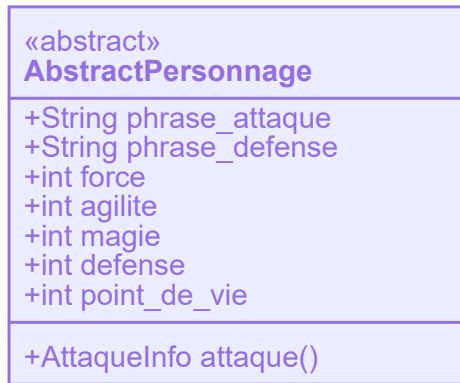 «abstract»
AbstractPersonnage
+String phrase_attaque
+String phrase_defense
+int force
+int agilite
+int magie
+int defense
+int point_de_vie
+AttaqueInfo attaque()